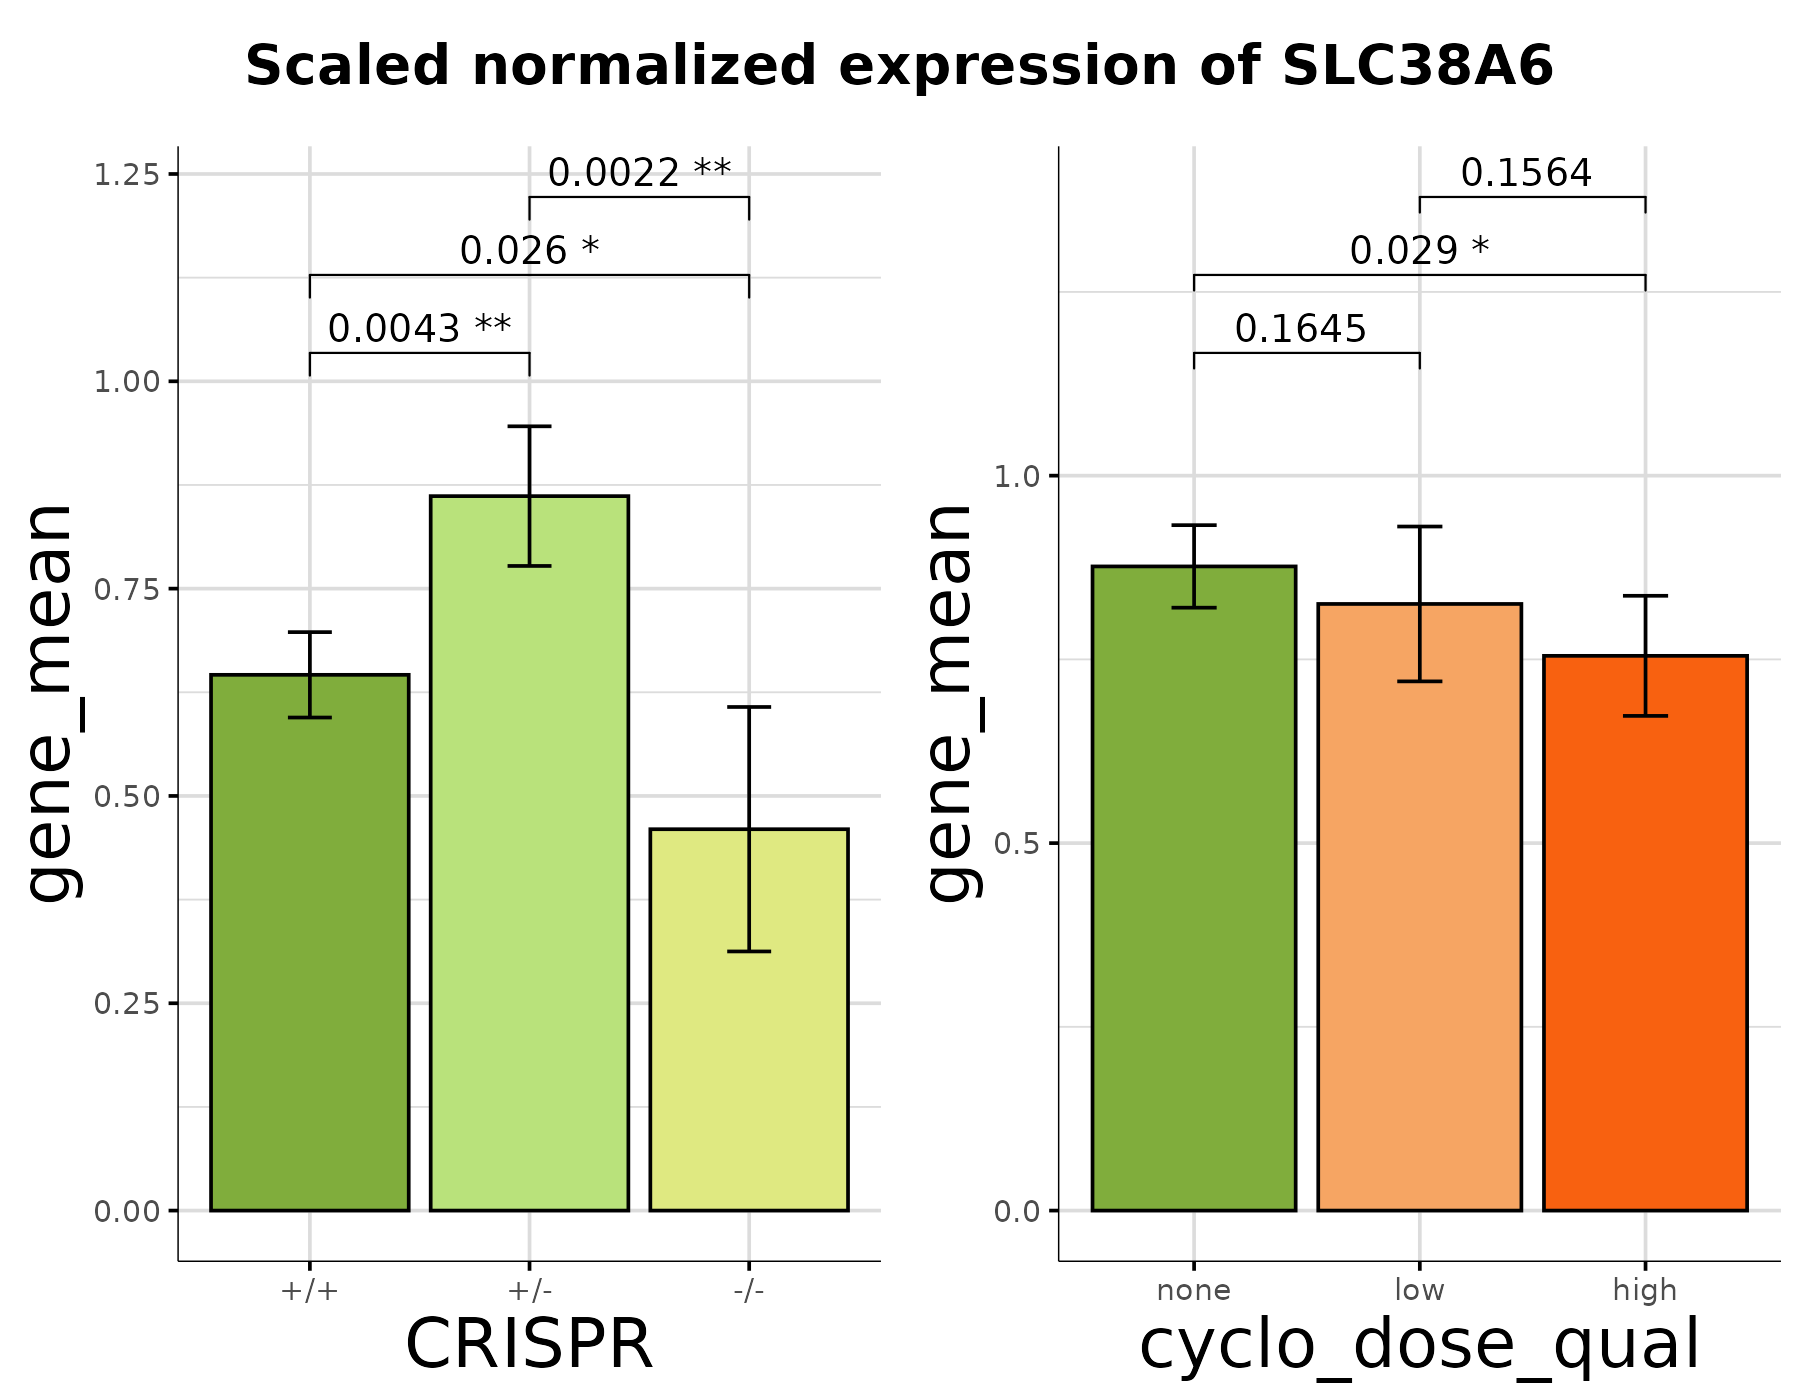 Scaled normalized expression of SLC38A6
gene_mean
1.25
1.00
0.75
0.50
0.25
0.00
0.0022 **
0.026 *
0.0043 **
+/+
+/-
-/-
CRISPR
gene_mean
1.0
0.5
0.0
0.1564
0.029 *
0.1645
none
low
high
cyclo_dose_qual